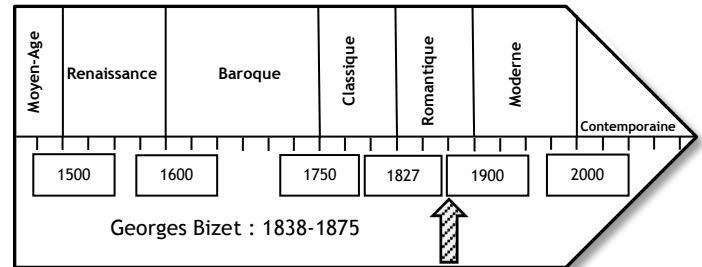 Moyen-Age
Renaissance
Baroque
Classique
Romantique
Moderne
Contemporaine
1500
1600
1750
1827
1900
2000
Georges Bizet : 1838-1875